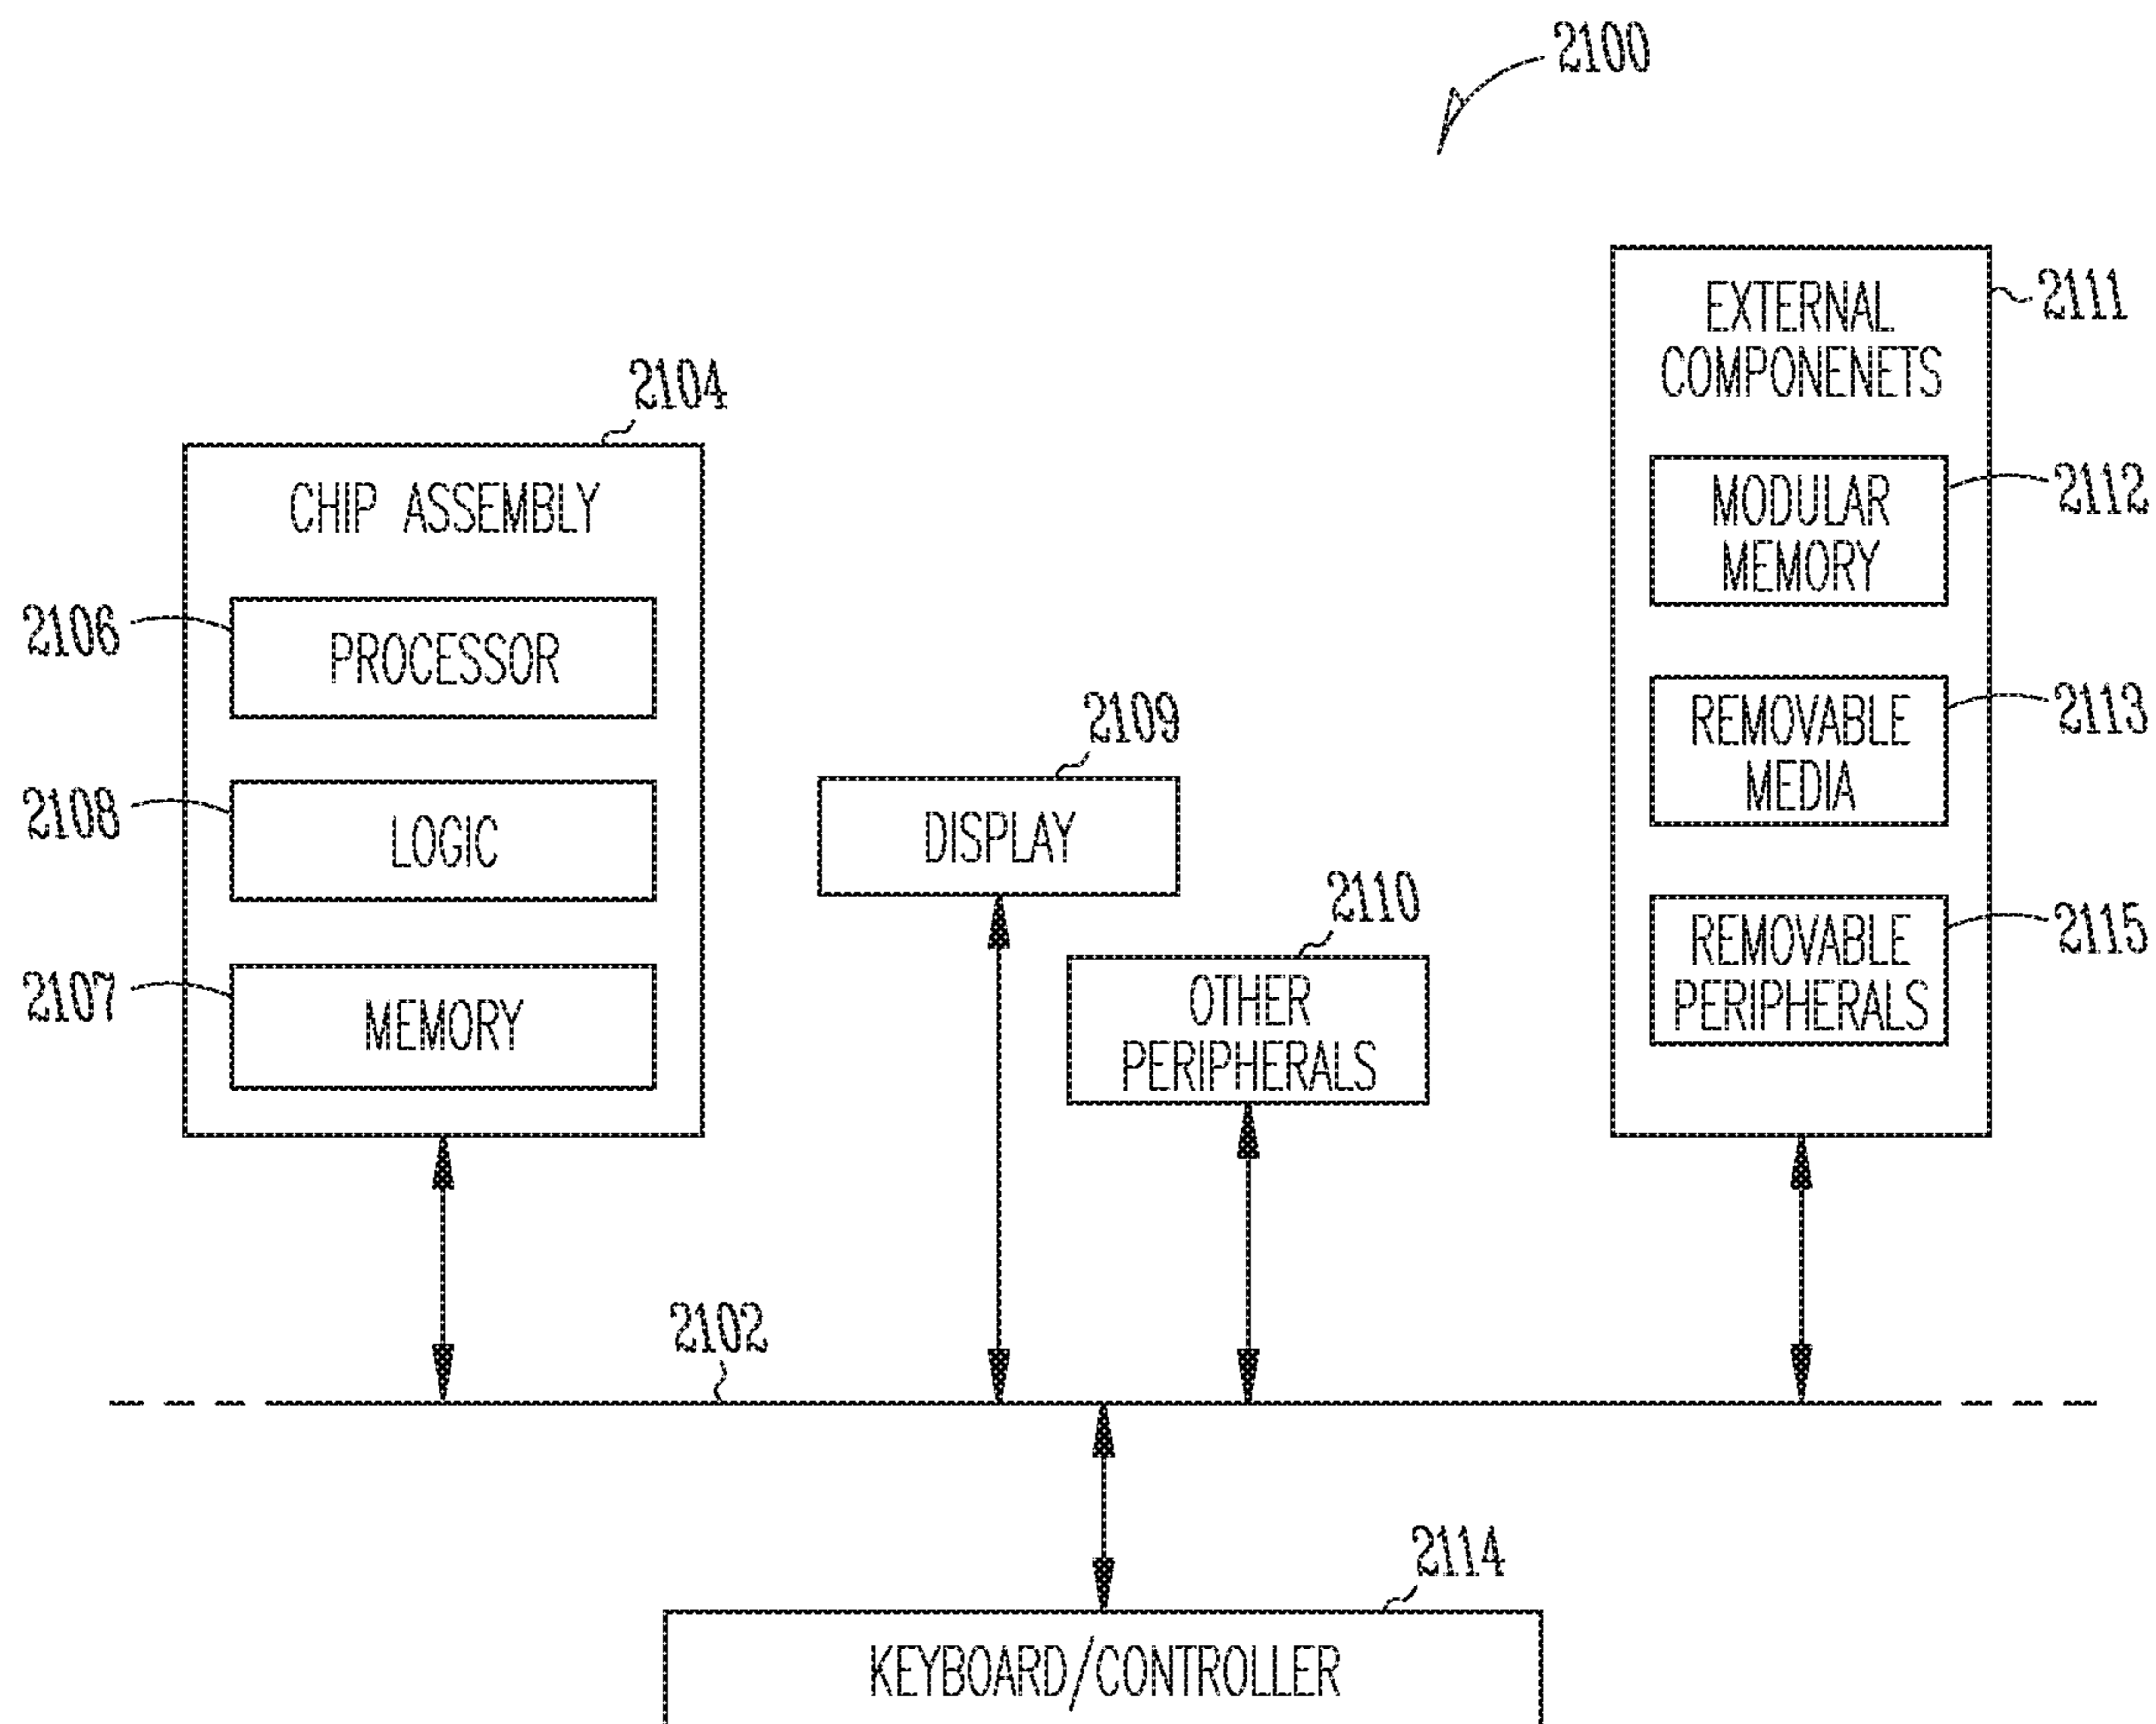 2100
EXTERNAL
COMPONENETS
2111
MODULAR
MEMORY
2112
REMOVABLE
MEDIA
2113
REMOVABLE
PERIPHERALS
2115
2104
CHIP ASSEMBLY
2106
PROCESSOR
2108
LOGIC
2107
MEMORY
2109
DISPLAY
2110
OTHER
PERIPHERALS
2102
2114
KEYBOARD/CONTROLLER